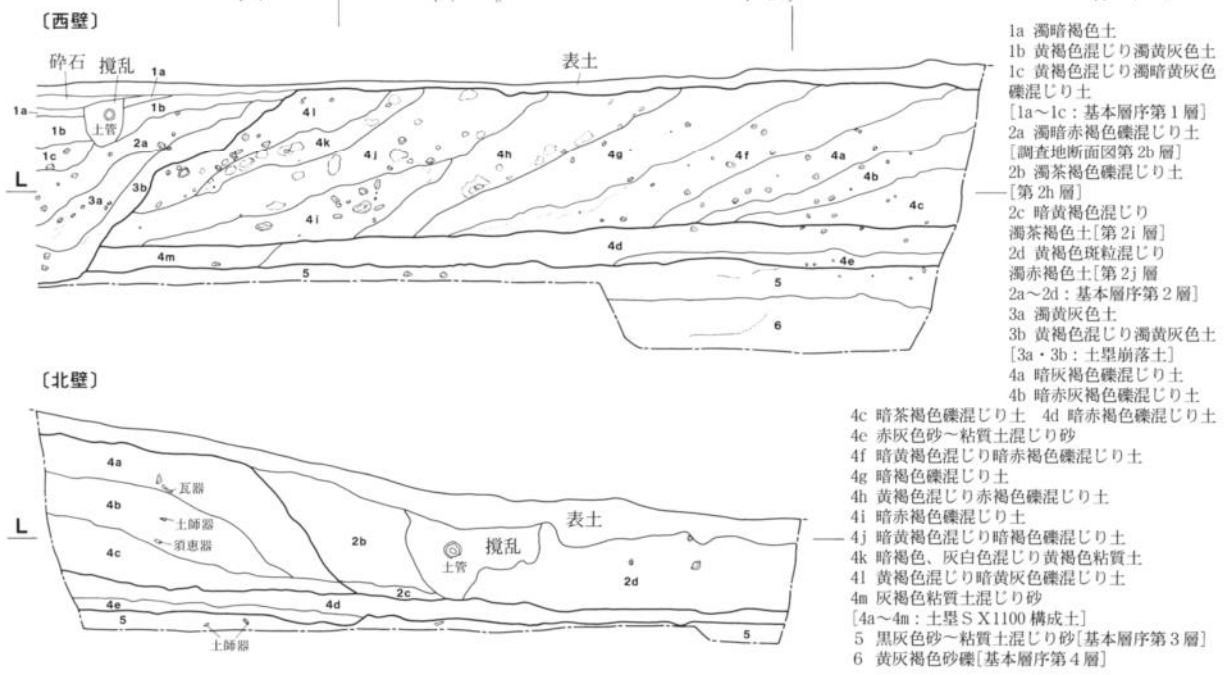 〔西壁〕
砕石 撹乱 1a 表土
1a
1b
土管
1b
2a
1c
3a
3b
L
4l
4k
4j
4i
4h
4g
4f
4a
4b
4c
4m
4d
4e
5
5
6
〔北壁〕
4a
瓦器
4b
土師器
須恵器
L
4c
2b
土管
撹乱
表土
2d
2c
4e
4d
5
土師器
5
1a 濁暗褐色土
1b 黄褐色混じり濁黄灰色土
1c 黄褐色混じり濁暗黄灰色
礫混じり土
[1a～1c：基本層序第1層]
2a 濁暗赤褐色礫混じり土
[調査地断面図第2b層]
2b 濁茶褐色礫混じり土
[第2h層]
2c 暗黄褐色混じり
濁茶褐色土[第2i層]
2d 黄褐色斑粒混じり
濁赤褐色土[第2j層
2a～2d：基本層序第2層]
3a 濁黄灰色土
3b 黄褐色混じり濁黄灰色土
[3a・3b：土塁崩落土]
4a 暗灰褐色礫混じり土
4b 暗赤灰褐色礫混じり土
4c 暗茶褐色礫混じり土 4d 暗赤褐色礫混じり土
4e 赤灰色砂～粘質土混じり砂
4f 暗黄褐色混じり暗赤褐色礫混じり土
4g 暗褐色礫混じり土
4h 黄褐色混じり赤褐色礫混じり土
4i 暗赤褐色礫混じり土
4j 暗黄褐色混じり暗褐色礫混じり土
4k 暗褐色、灰白色混じり黄褐色粘質土
4l 黄褐色混じり暗黄灰色礫混じり土
4m 灰褐色粘質土混じり砂
[4a～4m：土塁ＳＸ1100構成土]
5 黒灰色砂～粘質土混じり砂[基本層序第3層]
6 黄灰褐色砂礫[基本層序第4層]